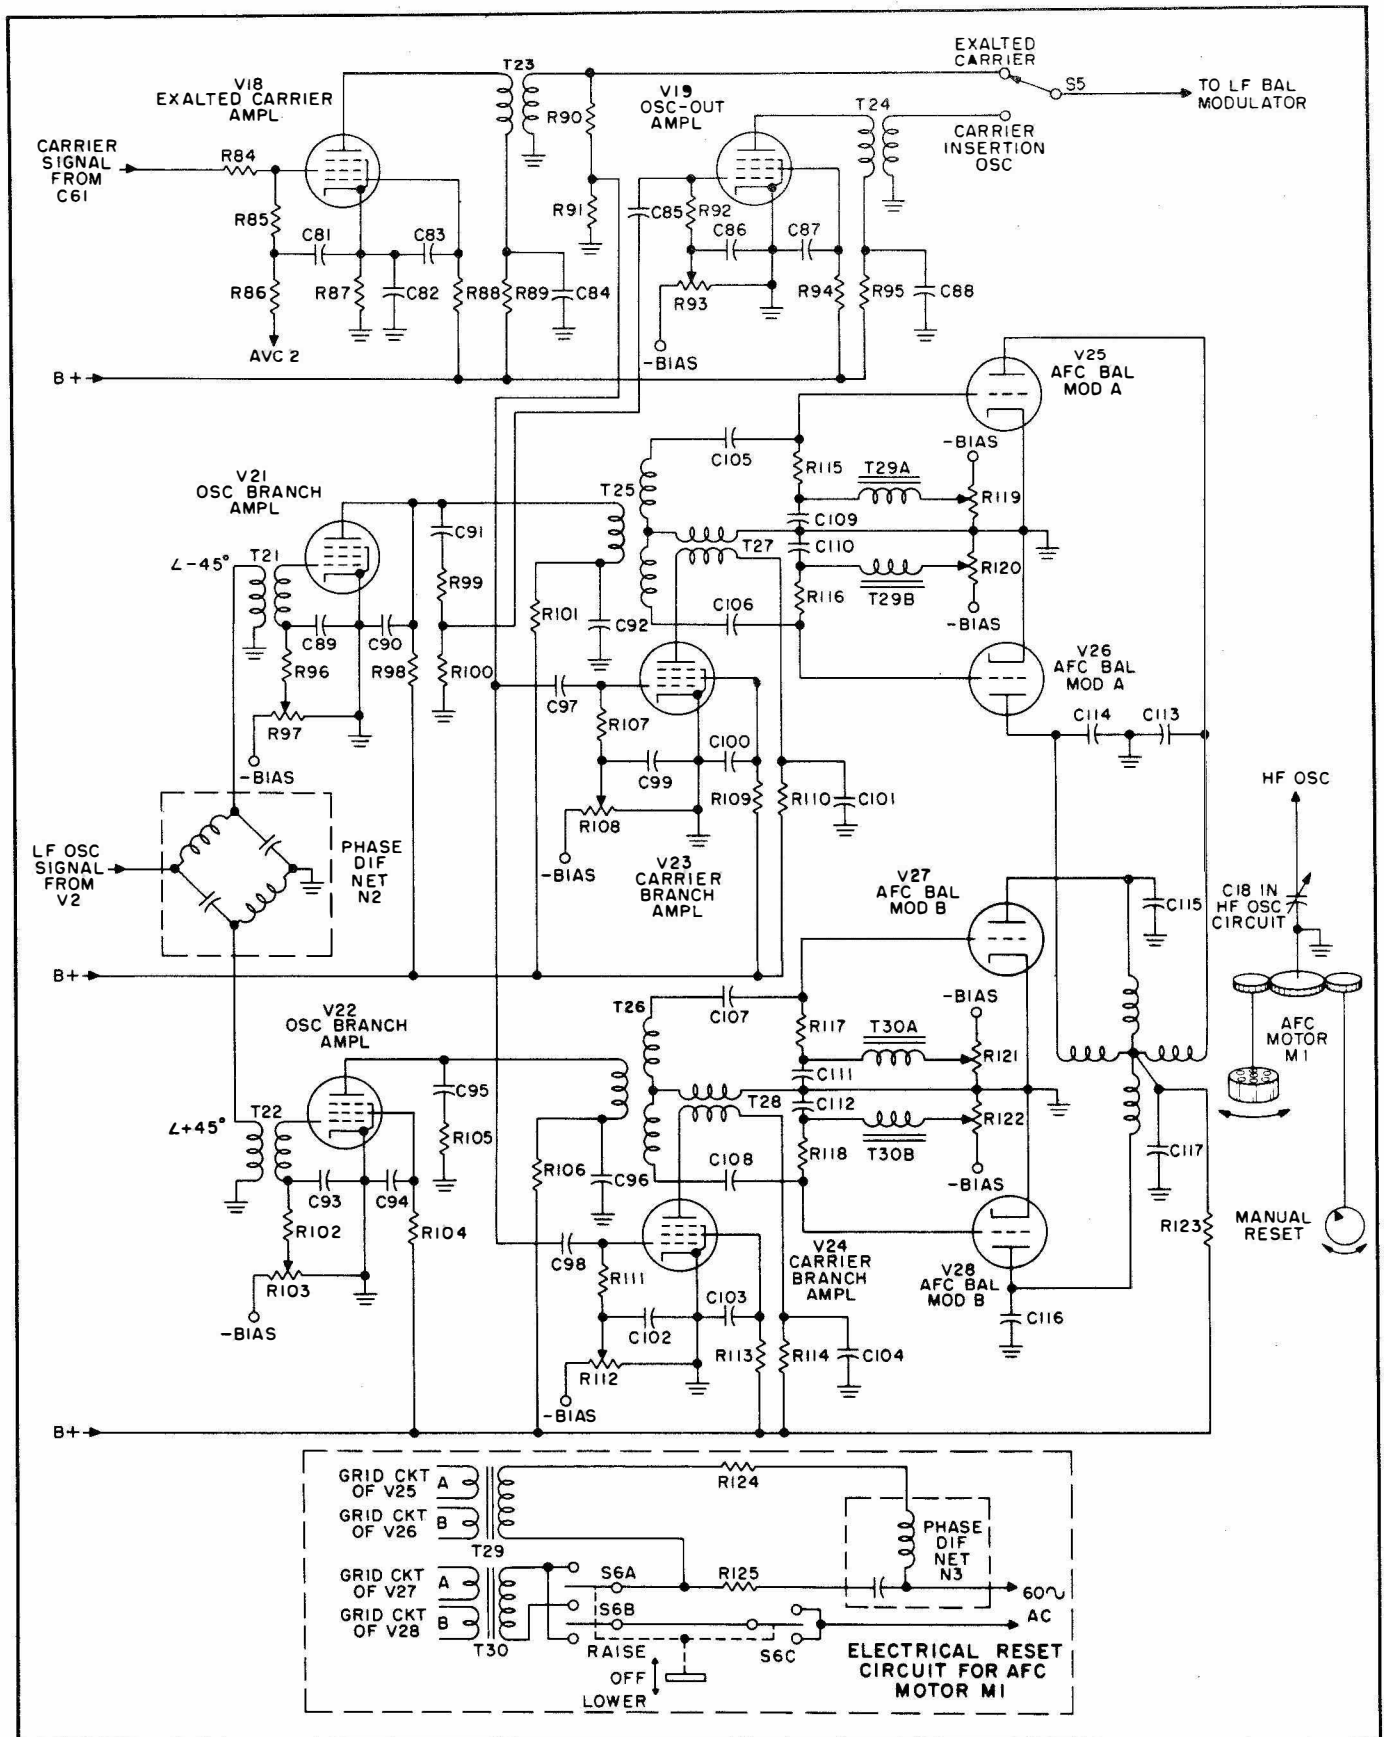 V18
EXALTED CARRIER
AMPL
T23
EXALTED
CARRIER
S5
TO LF BAL
MODULATOR
CARRIER
SIGNAL
FROM
C61
R84
R85
C81
C83
R86
R87
C82
R88
R89
C84
AVC 2
R90
R91
V19
OSC-OUT
AMPL
T24
CARRIER
INSERTION
OSC
C85
R92
C86
C87
R93
R94
R95
C88
-BIAS
B+
V25
AFC BAL
MOD A
V21
OSC BRANCH
AMPL
∠-45°
T21
C89
C90
R96
R97
R98
-BIAS
C91
R99
R100
T25
R101
C92
C105
R115
T29A
-BIAS
R119
C109
C110
T27
R120
T29B
R116
C106
-BIAS
V26
AFC BAL
MOD A
C114
C113
C97
R107
C99
C100
R108
R109
R110
C101
-BIAS
V23
CARRIER
BRANCH
AMPL
LF OSC
SIGNAL
FROM
V2
PHASE
DIF
NET
N2
B+
HF OSC
C18 IN
HF OSC
CIRCUIT
AFC
MOTOR
M1
MANUAL
RESET
V27
AFC BAL
MOD B
C115
V22
OSC BRANCH
AMPL
∠+45°
T22
C93
C94
R102
R103
R104
-BIAS
C95
R105
T26
R106
C96
C107
R117
T30A
-BIAS
R121
C111
C112
T28
R122
T30B
R118
C108
-BIAS
C117
R123
V24
CARRIER
BRANCH
AMPL
V28
AFC BAL
MOD B
C116
C98
R111
C102
C103
R112
R113
R114
C104
-BIAS
B+
GRID CKT
OF V25
A
GRID CKT
OF V26
B
T29
GRID CKT
OF V27
A
GRID CKT
OF V28
B
T30
R124
S6A
R125
S6B
S6C
PHASE
DIF
NET
N3
60~
AC
RAISE
OFF
LOWER
ELECTRICAL RESET
CIRCUIT FOR AFC
MOTOR M1